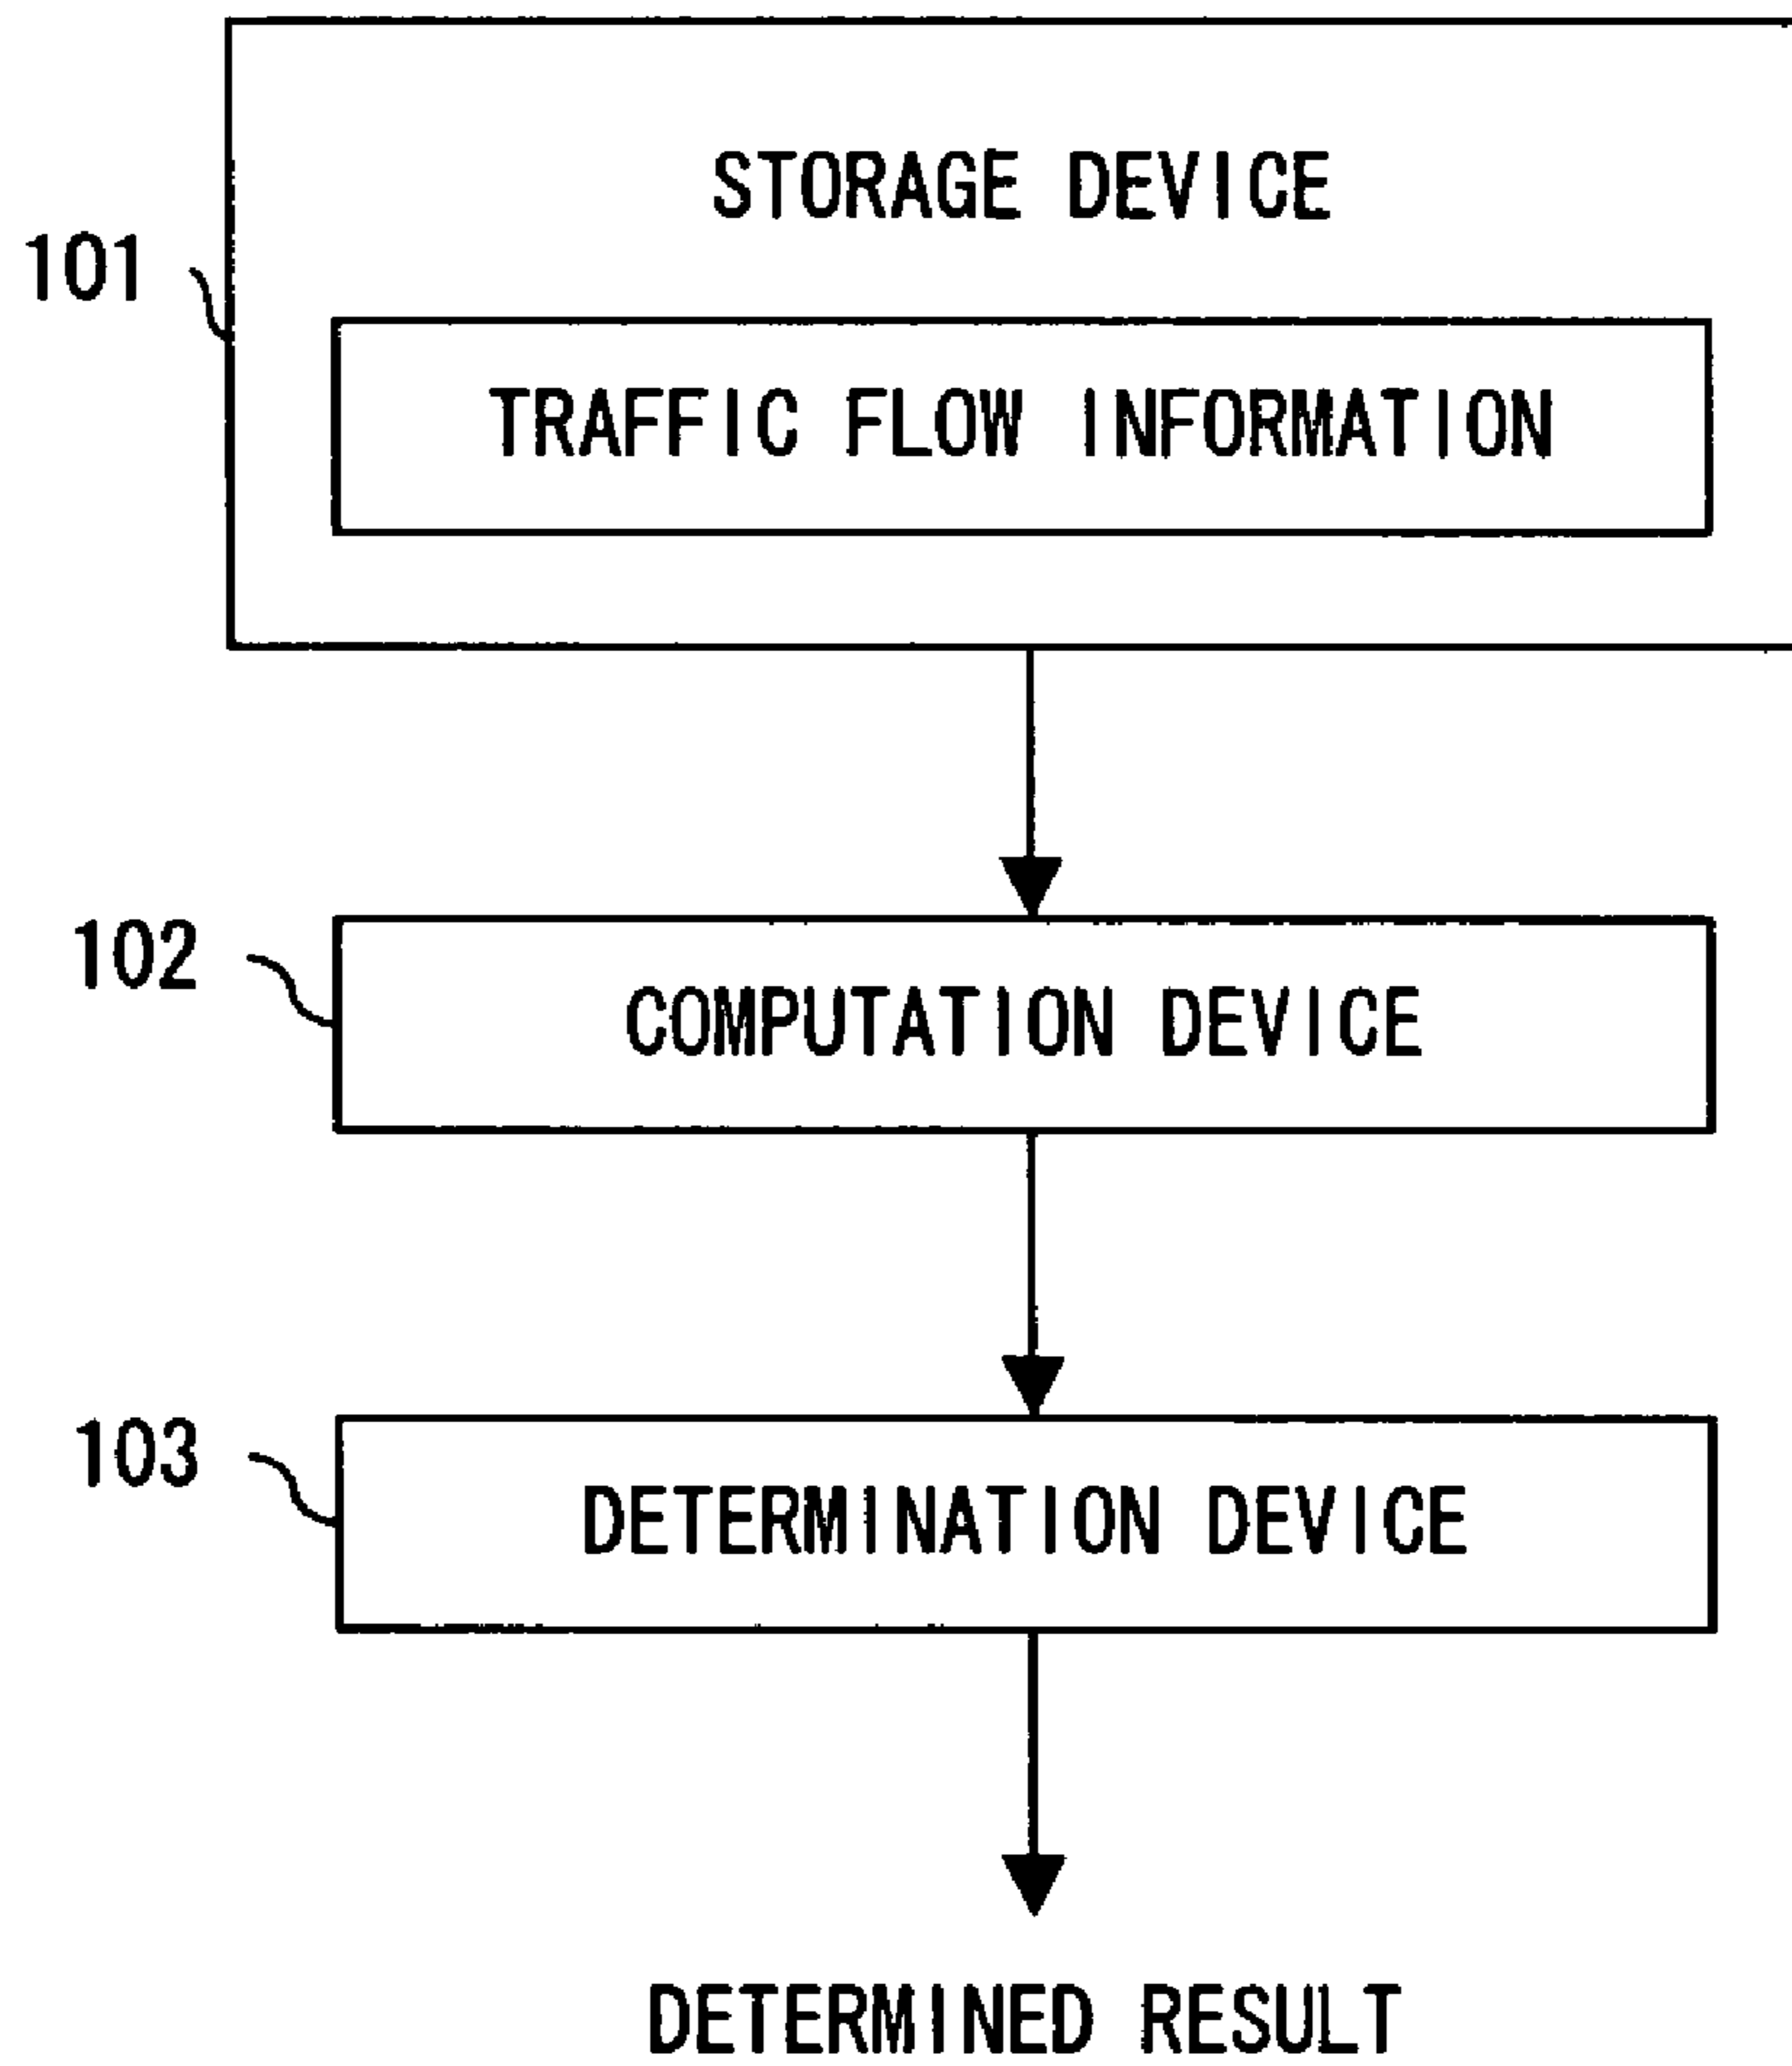 STORAGE DEVICE
101
TRAFFIC FLOW INFORMATION
102
COMPUTATION DEVICE
103
DETERMINATION DEVICE
DETERMINED RESULT